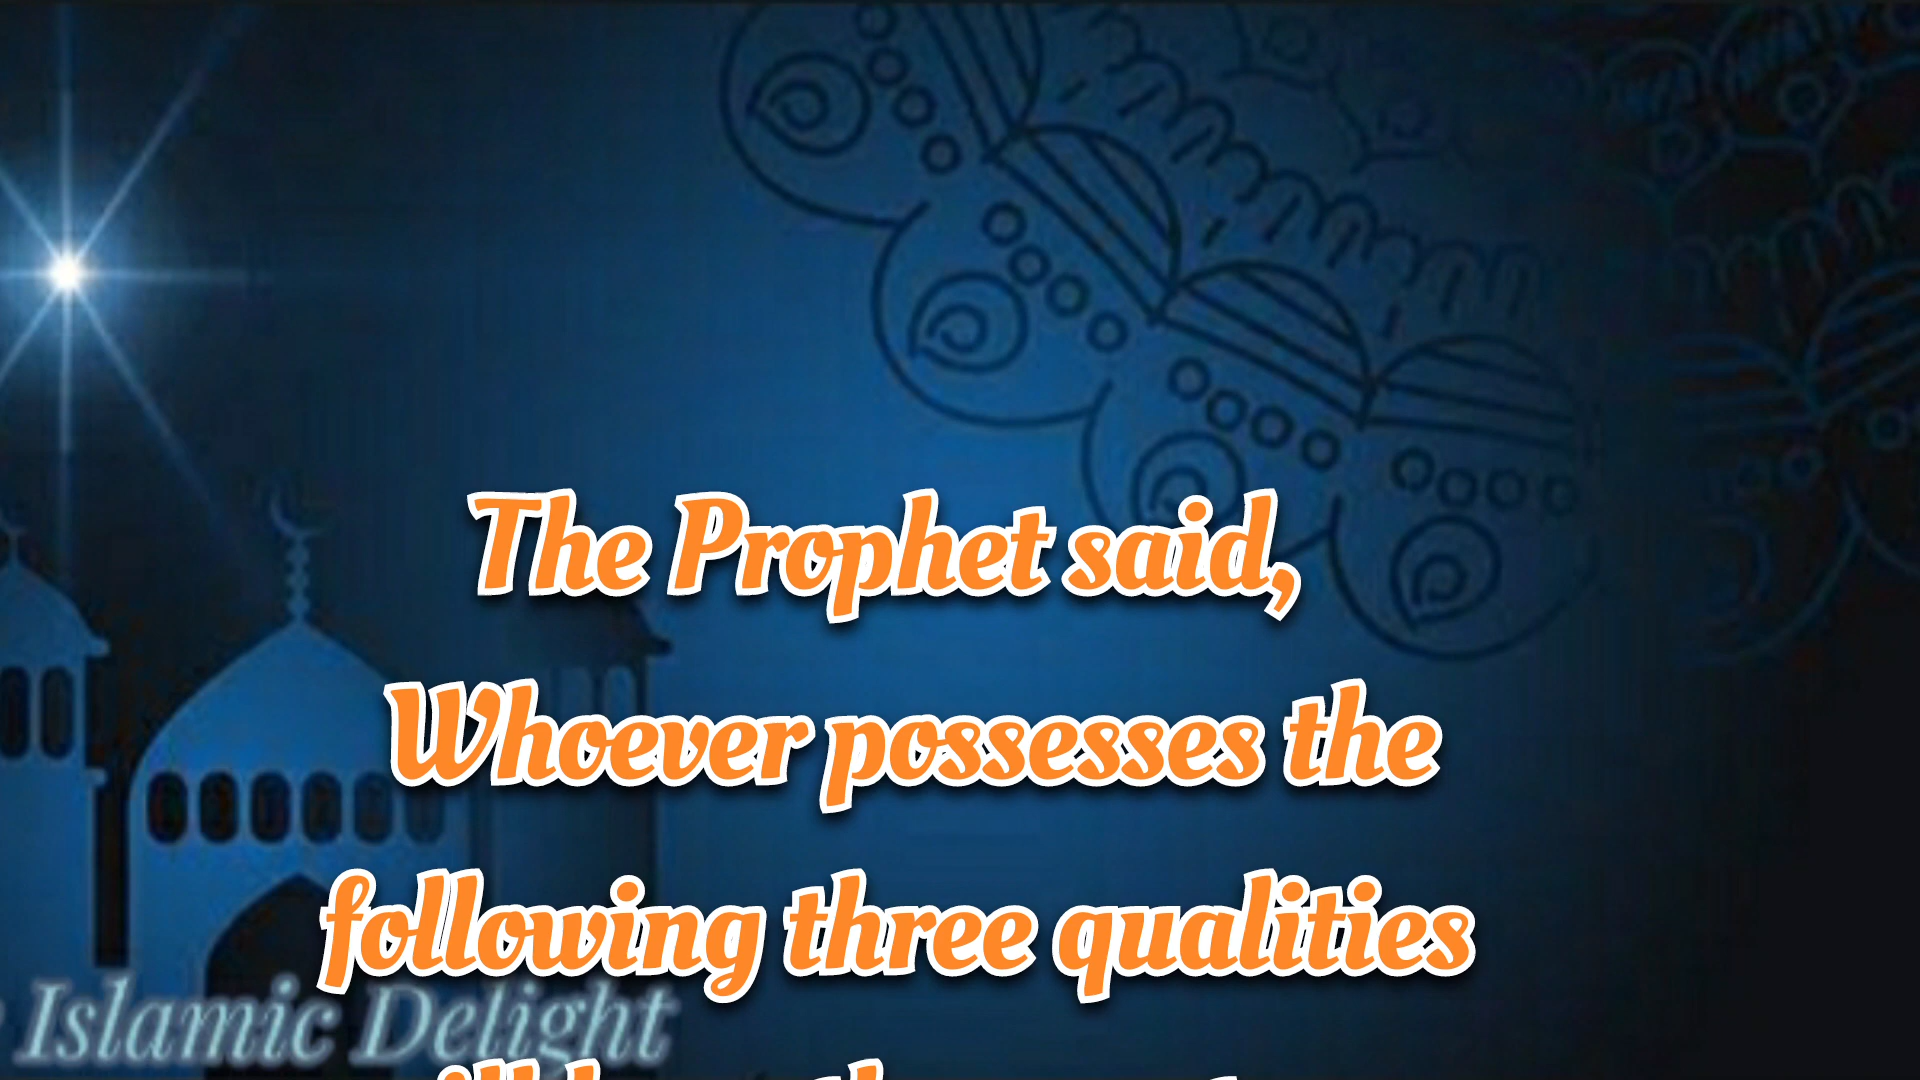 The Prophet said,
Whoever possesses the
following three qualities
Islamic Delight